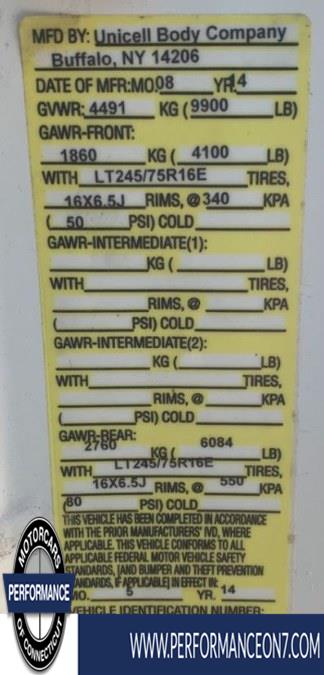 MFD BY: Unicell Body Company
Buffalo, NY 14206
DATE OF MFR:MO.08 YR.14
GVWR: 4491 KG (9900 LB)
GAWR-FRONT:
1860 KG ( 4100 LB)
WITH LT245/75R16E TIRES,
16X6.5J RIMS, @ 340 KPA
( 50 PSI) COLD
GAWR-INTERMEDIATE(1):
KG ( LB)
WITH TIRES,
RIMS, @ KPA
( PSI) COLD
GAWR-INTERMEDIATE(2):
KG ( LB)
WITH TIRES,
RIMS, @ KPA
( PSI) COLD
GAWR-REAR:
2760 KG ( 6084 LB)
WITH LT245/75R16E TIRES,
16X6.5J RIMS, @ 550 KPA
(80 PSI) COLD
THIS VEHICLE HAS BEEN COMPLETED IN ACCORDANCE
WITH THE PRIOR MANUFACTURERS' IVD, WHERE
APPLICABLE. THIS VEHICLE CONFORMS TO ALL
APPLICABLE FEDERAL MOTOR VEHICLE SAFETY
STANDARDS, [AND BUMPER AND THEFT PREVENTION
STANDARDS, IF APPLICABLE] IN EFFECT IN:
MO. 5 YR. 14
VEHICLE IDENTIFICATION NUMBER:
MOTORCARS
PERFORMANCE
OF CONNECTICUT
WWW.PERFORMANCEON7.COM